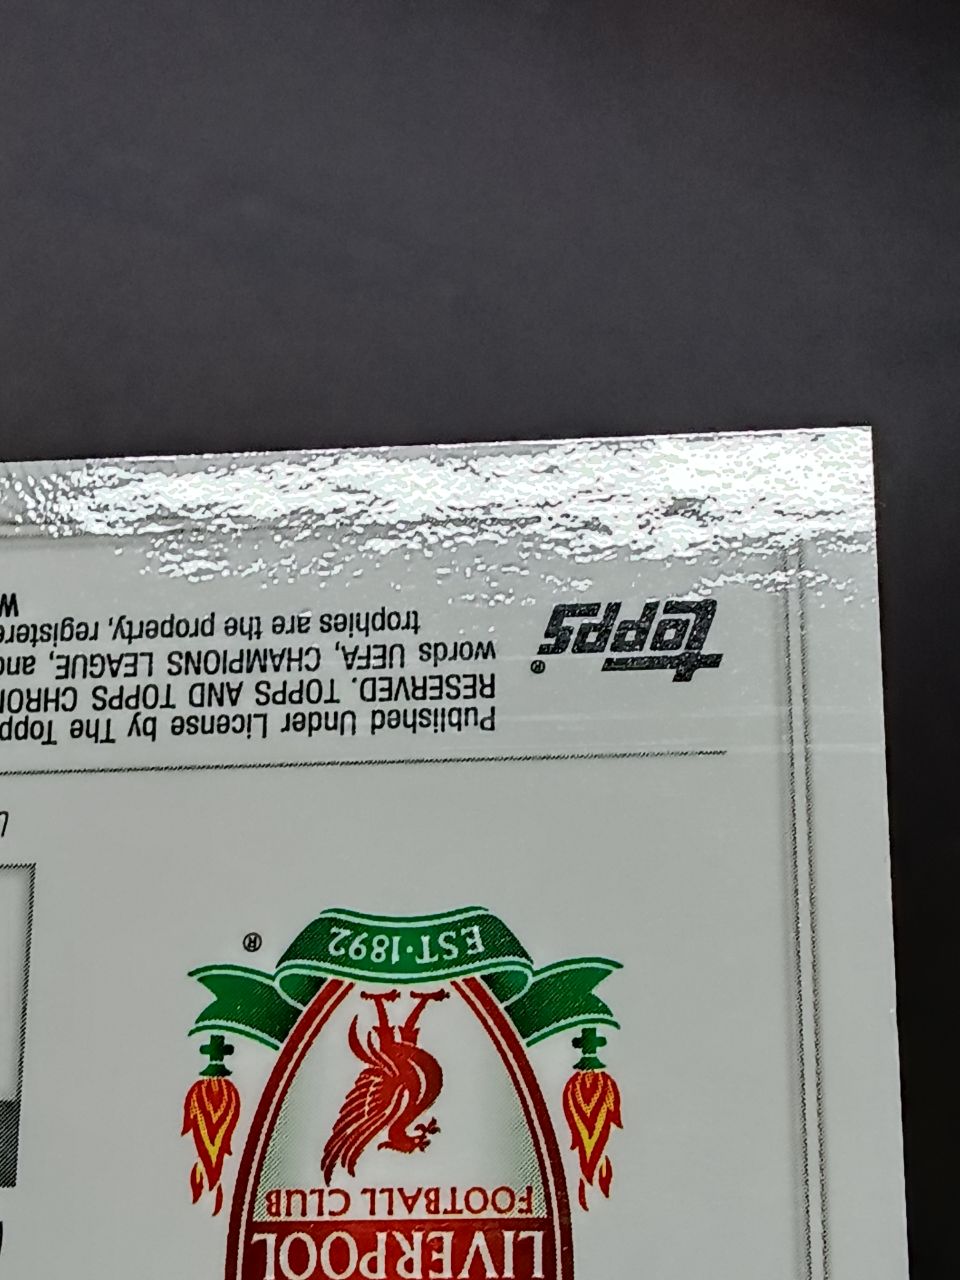 LIVERPOOL
FOOTBALL CLUB
EST·1892
®
Published Under License by The Topp
RESERVED. TOPPS AND TOPPS CHRO
words UEFA, CHAMPIONS LEAGUE, and
trophies are the property, registere
topps®